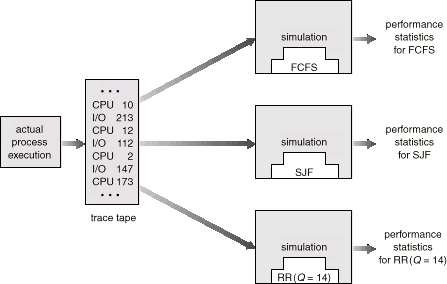 actual
process
execution
• • •
CPU 10
I/O 213
CPU 12
I/O 112
CPU 2
I/O 147
CPU 173
• • •
trace tape
simulation
FCFS
performance
statistics
for FCFS
simulation
SJF
performance
statistics
for SJF
simulation
RR (Q = 14)
performance
statistics
for RR (Q = 14)